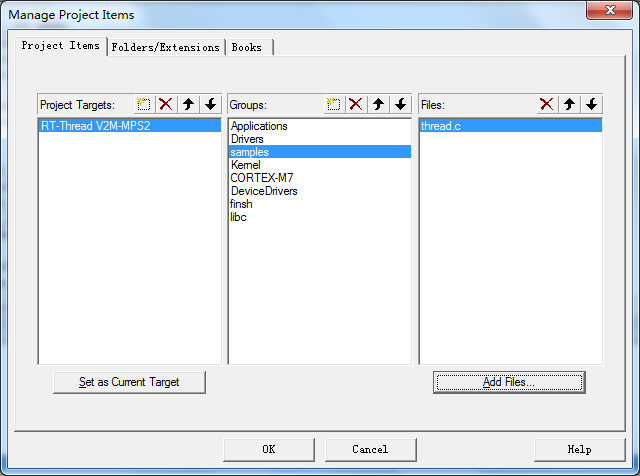 Manage Project Items
Project Items Folders/Extensions Books
Project Targets: Groups: Files:
RT-Thread V2M-MPS2
Applications
Drivers
samples
Kernel
CORTEX-M7
DeviceDrivers
finsh
libc
thread.c
Set as Current Target Add Files...
OK Cancel Help